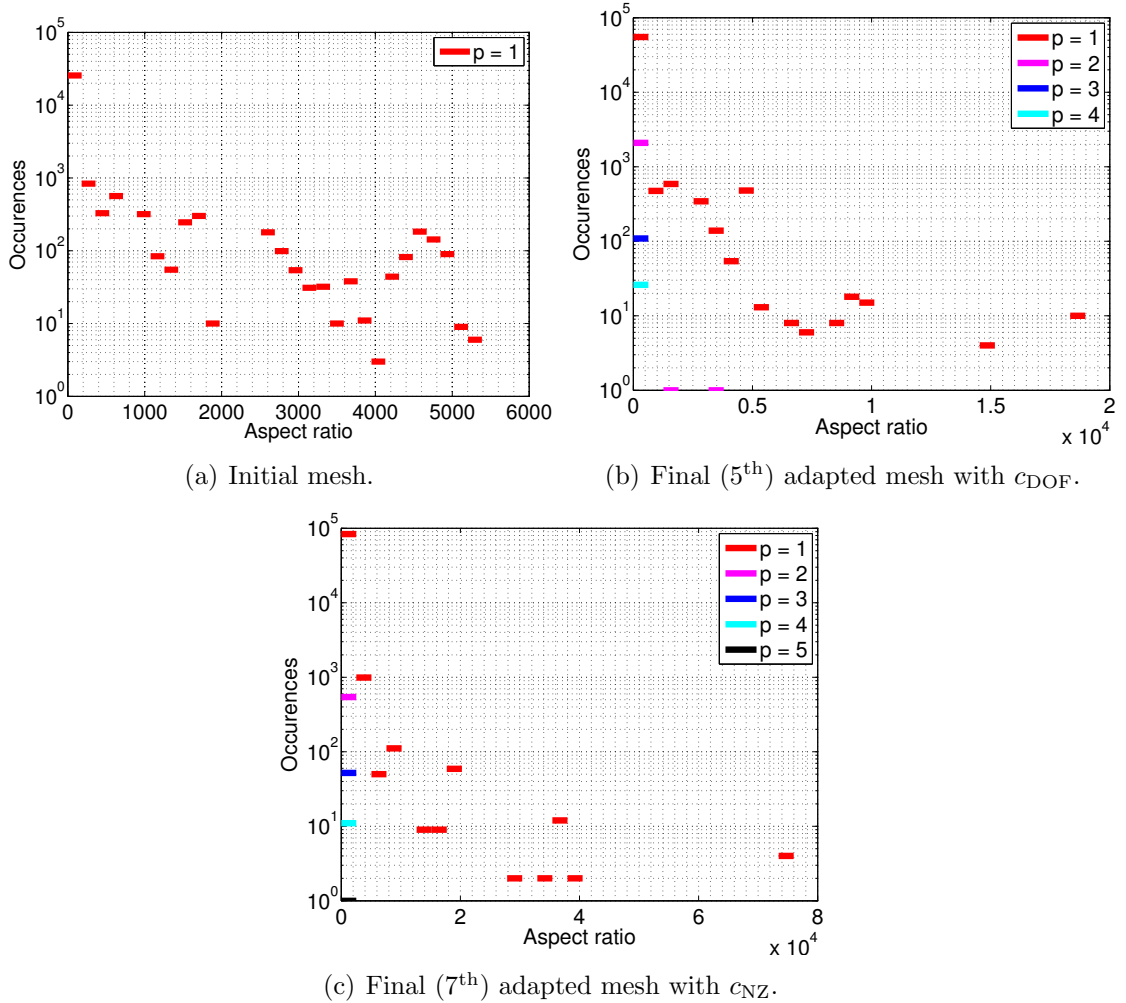 10^5
10^4
10^3
10^2
10^1
10^0
Occurences
p = 1
0 1000 2000 3000 4000 5000 6000
Aspect ratio
(a) Initial mesh.
10^5
10^4
10^3
10^2
10^1
10^0
Occurences
p = 1
p = 2
p = 3
p = 4
0 0.5 1 1.5 2
Aspect ratio
x 10^4
(b) Final (5^th) adapted mesh with c_DOF.
10^5
10^4
10^3
10^2
10^1
10^0
Occurences
p = 1
p = 2
p = 3
p = 4
p = 5
0 2 4 6 8
Aspect ratio
x 10^4
(c) Final (7^th) adapted mesh with c_NZ.